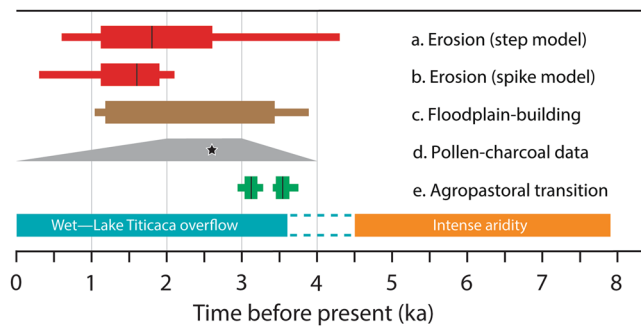 a. Erosion (step model)
b. Erosion (spike model)
c. Floodplain-building
d. Pollen-charcoal data
e. Agropastoral transition
Wet—Lake Titicaca overflow
Intense aridity
0 1 2 3 4 5 6 7 8
Time before present (ka)